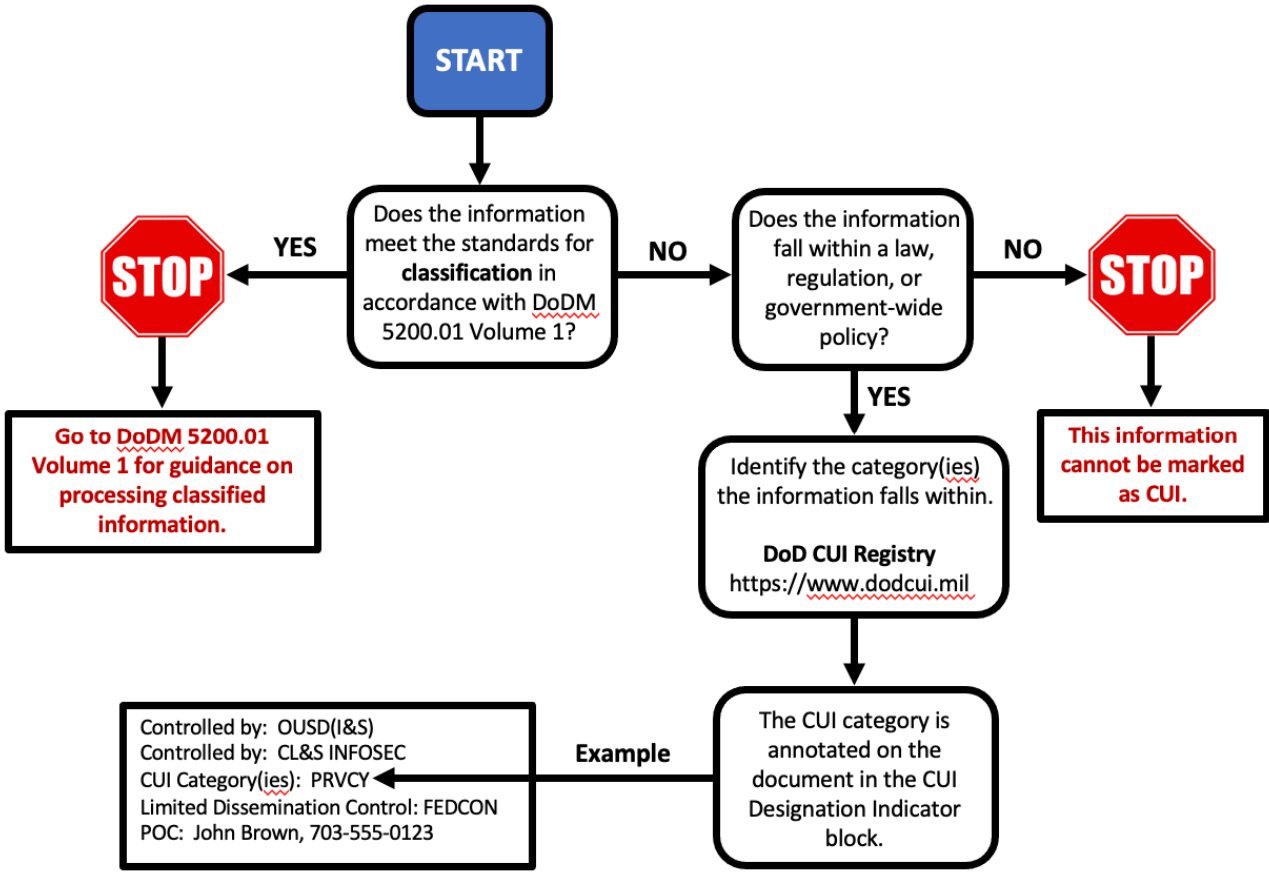 START
Does the information
meet the standards for
classification in
accordance with DoDM
5200.01 Volume 1?
YES
STOP
Go to DoDM 5200.01
Volume 1 for guidance on
processing classified
information.
NO
Does the information
fall within a law,
regulation, or
government-wide
policy?
NO
STOP
This information
cannot be marked
as CUI.
YES
Identify the category(ies)
the information falls within.
DoD CUI Registry
https://www.dodcui.mil
The CUI category is
annotated on the
document in the CUI
Designation Indicator
block.
Example
Controlled by: OUSD(I&S)
Controlled by: CL&S INFOSEC
CUI Category(ies): PRVCY
Limited Dissemination Control: FEDCON
POC: John Brown, 703-555-0123